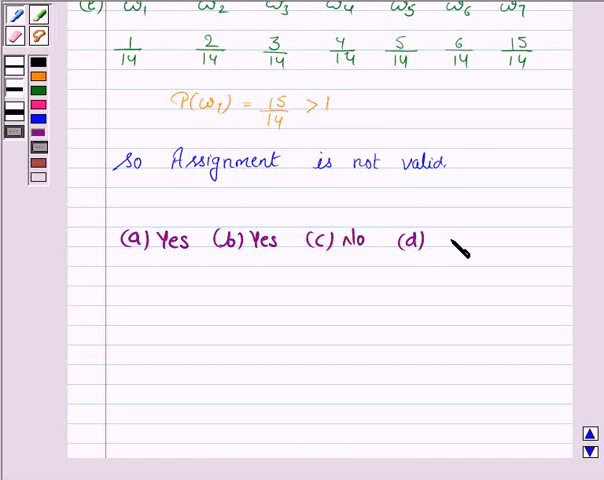 (e) ω1 ω2 ω3 ω4 ω5 ω6 ω7
1/14 2/14 3/14 4/14 5/14 6/14 15/14
P(ω7) = 15/14 > 1
So Assignment is not valid.
(a) Yes (b) Yes (c) No (d)